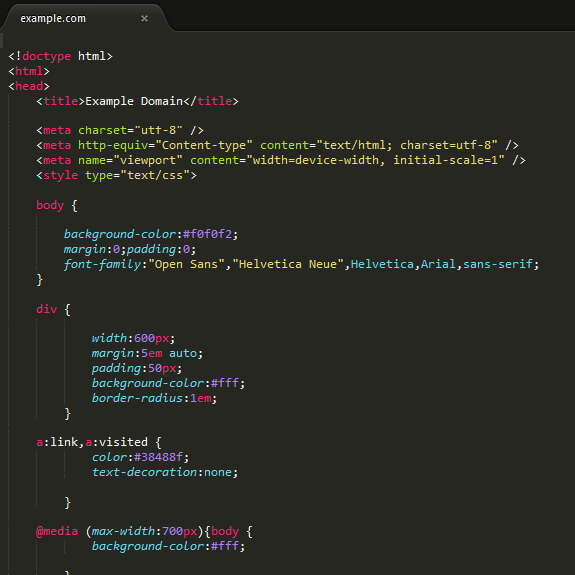 example.com ×
<!doctype html>
<html>
<head>
    <title>Example Domain</title>

    <meta charset="utf-8" />
    <meta http-equiv="Content-type" content="text/html; charset=utf-8" />
    <meta name="viewport" content="width=device-width, initial-scale=1" />
    <style type="text/css">

    body {

        background-color:#f0f0f2;
        margin:0;padding:0;
        font-family:"Open Sans","Helvetica Neue",Helvetica,Arial,sans-serif;
    }

    div {

            width:600px;
            margin:5em auto;
            padding:50px;
            background-color:#fff;
            border-radius:1em;
        }

    a:link,a:visited {
            color:#38488f;
            text-decoration:none;

        }

    @media (max-width:700px){body {
            background-color:#fff;

        }